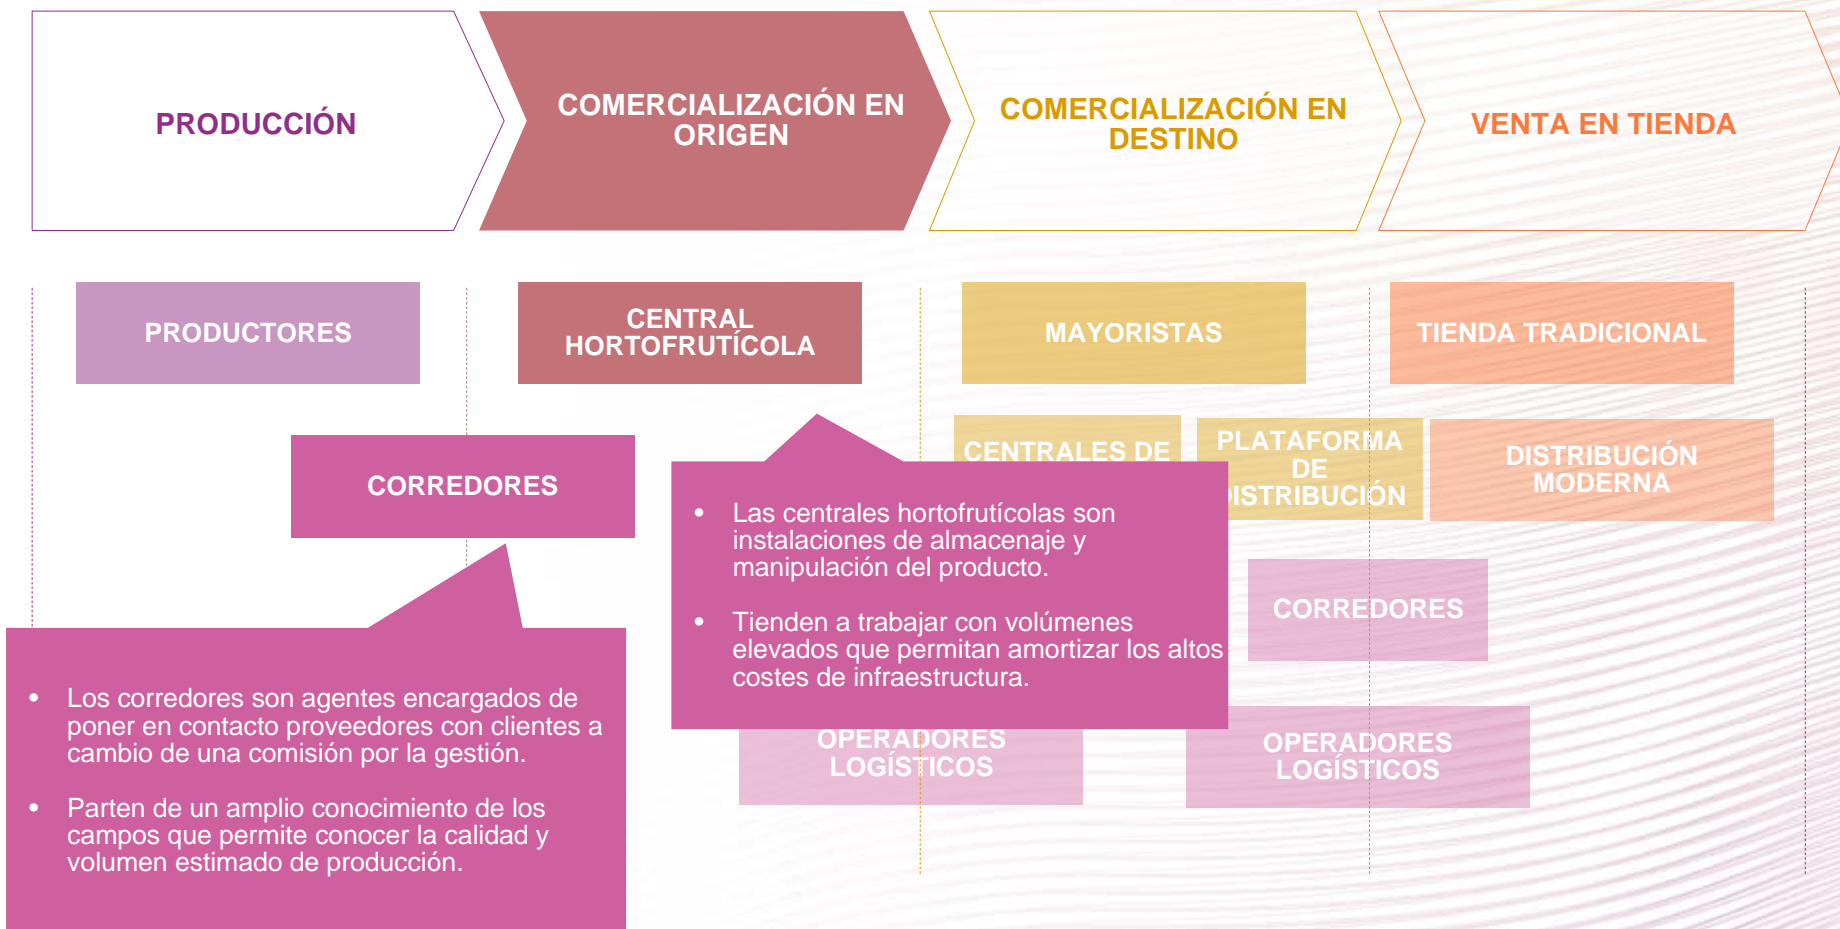 PRODUCCIÓN
COMERCIALIZACIÓN EN
ORIGEN
COMERCIALIZACIÓN EN
DESTINO
VENTA EN TIENDA
PRODUCTORES
CENTRAL
HORTOFRUTÍCOLA
MAYORISTAS
TIENDA TRADICIONAL
CORREDORES
CENTRALES DE
PLATAFORMA
DE
DISTRIBUCIÓN
DISTRIBUCIÓN
MODERNA
• Las centrales hortofrutícolas son
instalaciones de almacenaje y
manipulación del producto.
• Tienden a trabajar con volúmenes
elevados que permitan amortizar los altos
costes de infraestructura.
CORREDORES
• Los corredores son agentes encargados de
poner en contacto proveedores con clientes a
cambio de una comisión por la gestión.
• Parten de un amplio conocimiento de los
campos que permite conocer la calidad y
volumen estimado de producción.
OPERADORES
LOGÍSTICOS
OPERADORES
LOGÍSTICOS